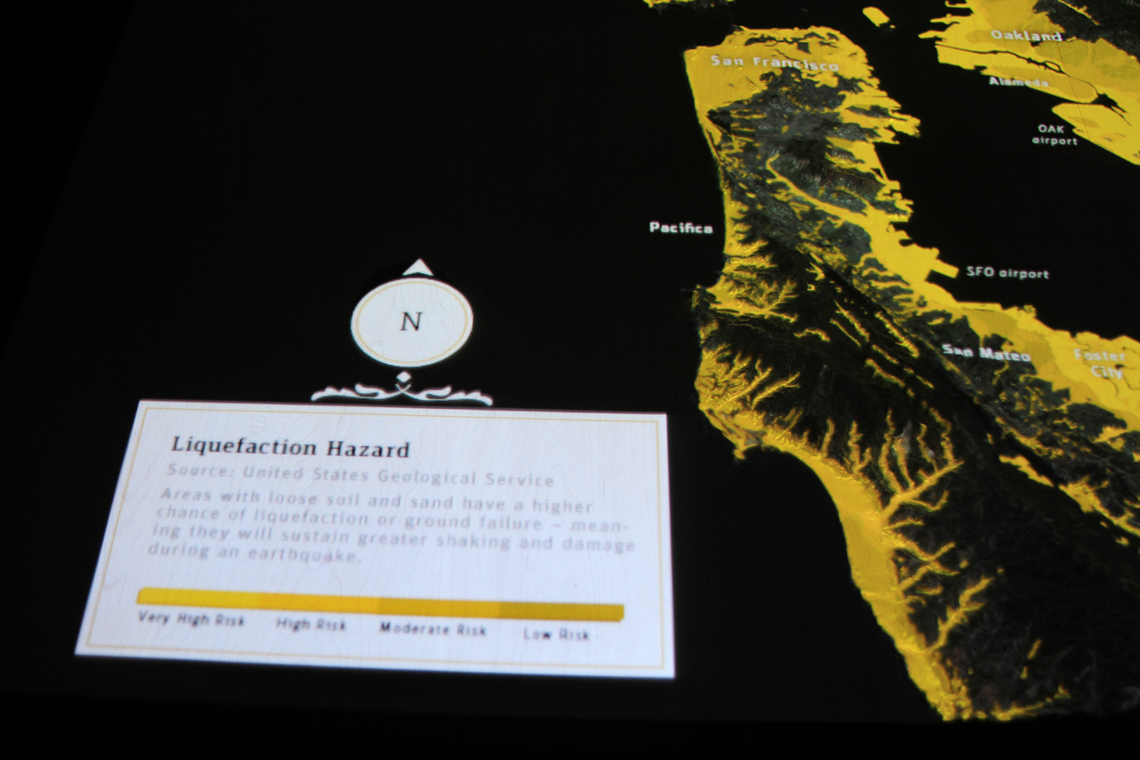 Oakland
San Francisco
Alameda
OAK
airport
Pacifica
SFO airport
N
San Mateo
Foster
City
Liquefaction Hazard
Source: United States Geological Service
Areas with loose soil and sand have a higher
chance of liquefaction or ground failure – mean-
ing they will sustain greater shaking and damage
during an earthquake.
Very High Risk High Risk Moderate Risk Low Risk